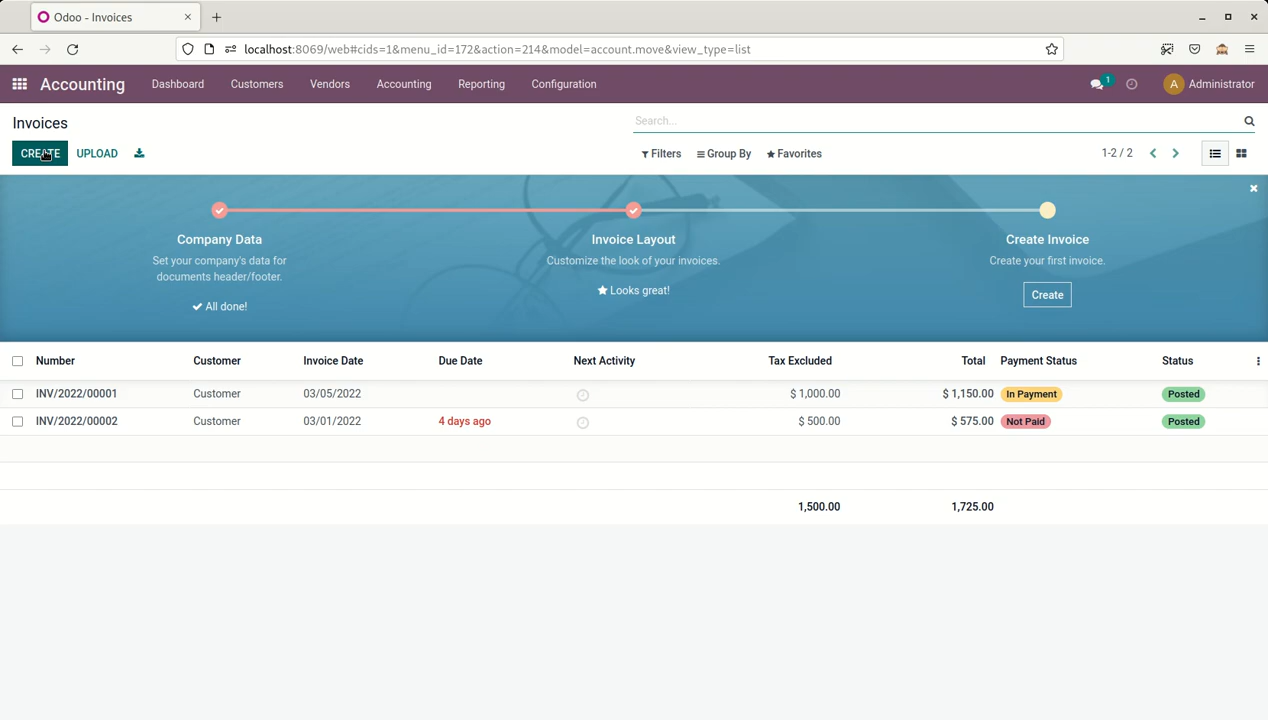 Odoo - Invoices
localhost:8069/web#cids=1&menu_id=172&action=214&model=account.move&view_type=list
Accounting Dashboard Customers Vendors Accounting Reporting Configuration 1 A Administrator
Invoices Search...
CREATE UPLOAD Filters Group By Favorites 1-2 / 2
Company Data Invoice Layout Create Invoice
Set your company's data for Customize the look of your invoices. Create your first invoice.
documents header/footer.
Looks great! Create
All done!
Number Customer Invoice Date Due Date Next Activity Tax Excluded Total Payment Status Status
INV/2022/00001 Customer 03/05/2022 $ 1,000.00 $ 1,150.00 In Payment Posted
INV/2022/00002 Customer 03/01/2022 4 days ago $ 500.00 $ 575.00 Not Paid Posted
1,500.00 1,725.00